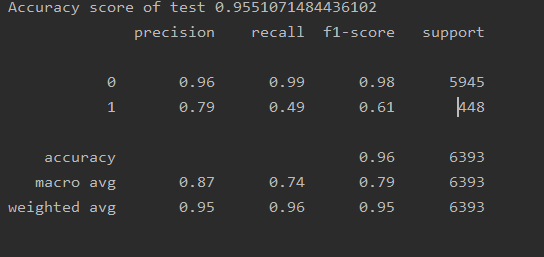 Accuracy score of test 0.9551071484436102
precision recall f1-score support
0 0.96 0.99 0.98 5945
1 0.79 0.49 0.61 448
accuracy 0.96 6393
macro avg 0.87 0.74 0.79 6393
weighted avg 0.95 0.96 0.95 6393